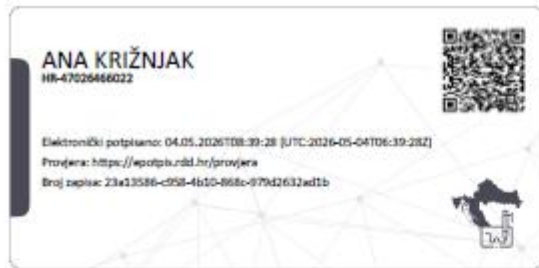 ANA KRIŽNJAK
HR-47026466022
Elektronički potpisano: 04.05.2026T08:39:28 [UTC:2026-05-04T06:39:28Z]
Provjera: https://epotpis.rdd.hr/provjera
Broj zapisa: 23a13586-c958-4b10-868c-979d2632ad1b